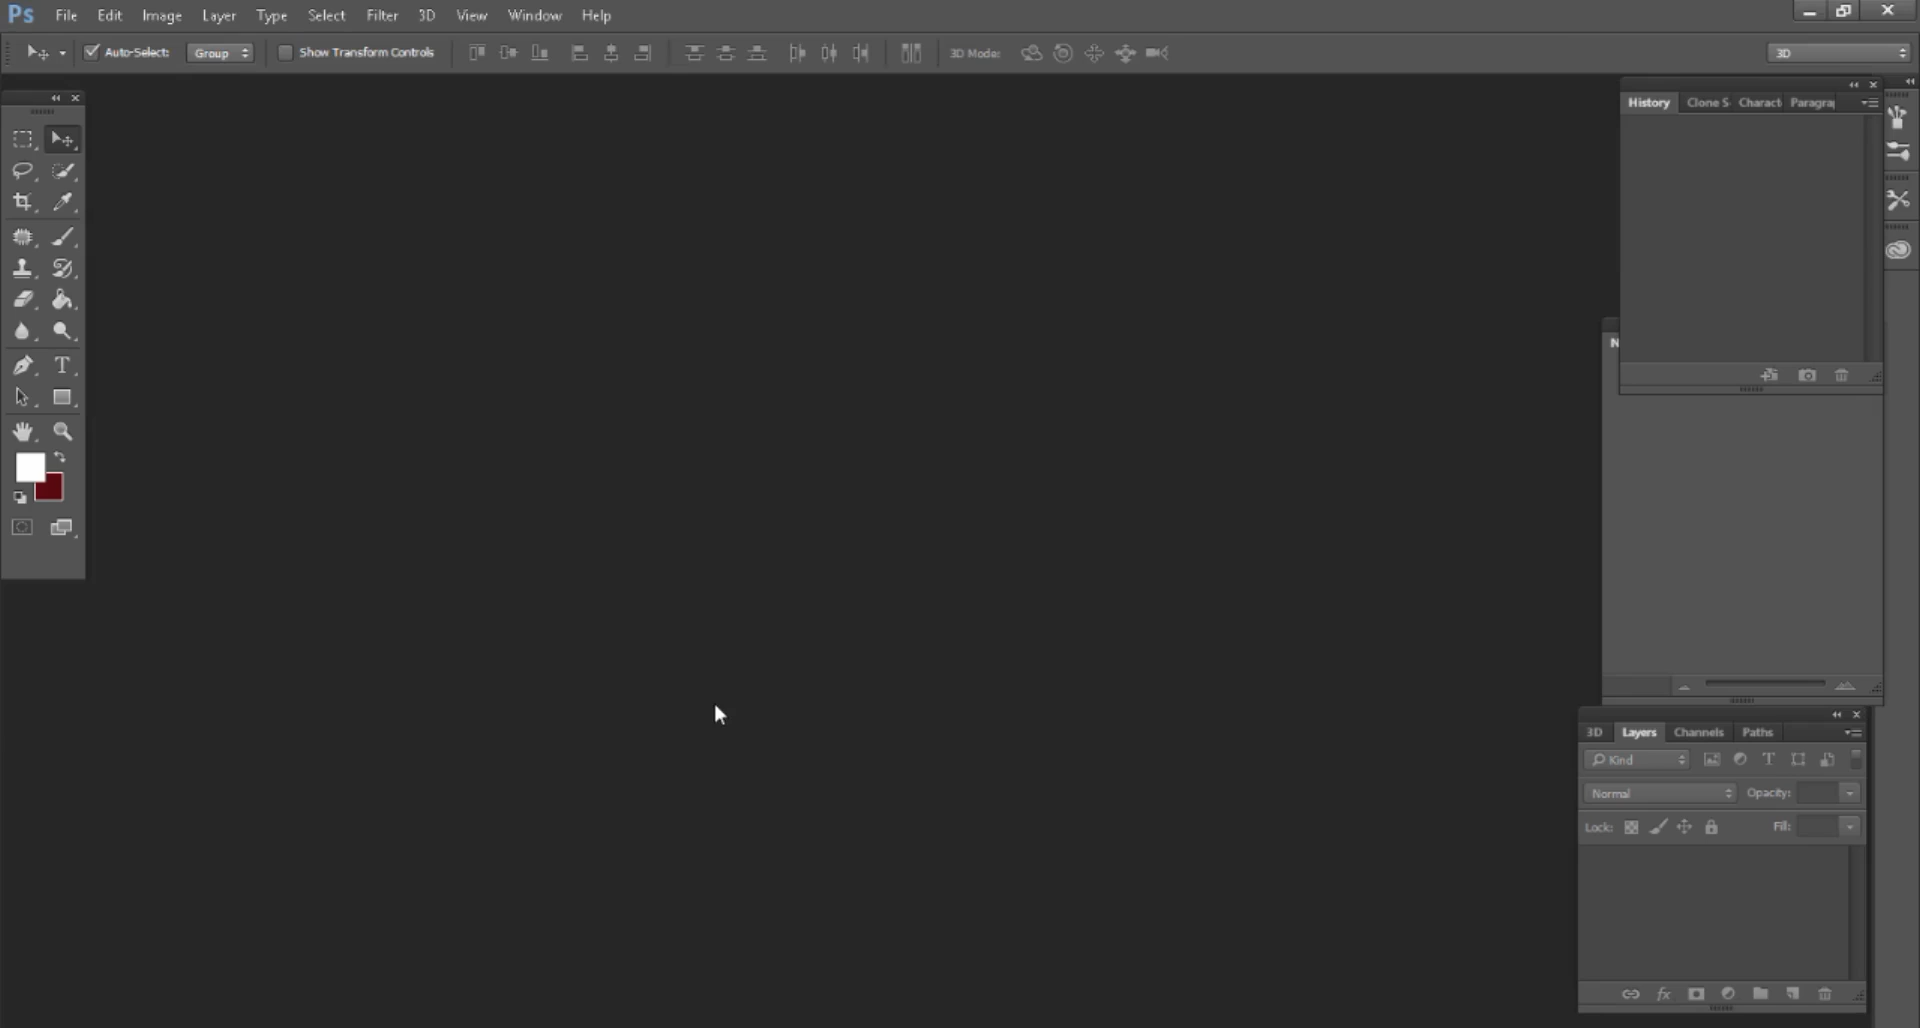 Ps File Edit Image Layer Type Select Filter 3D View Window Help
Auto-Select: Group Show Transform Controls 3D Mode: 3D
History Clone S Charact Paragra
N
3D Layers Channels Paths
Kind T
Normal Opacity:
Lock: Fill:
fx